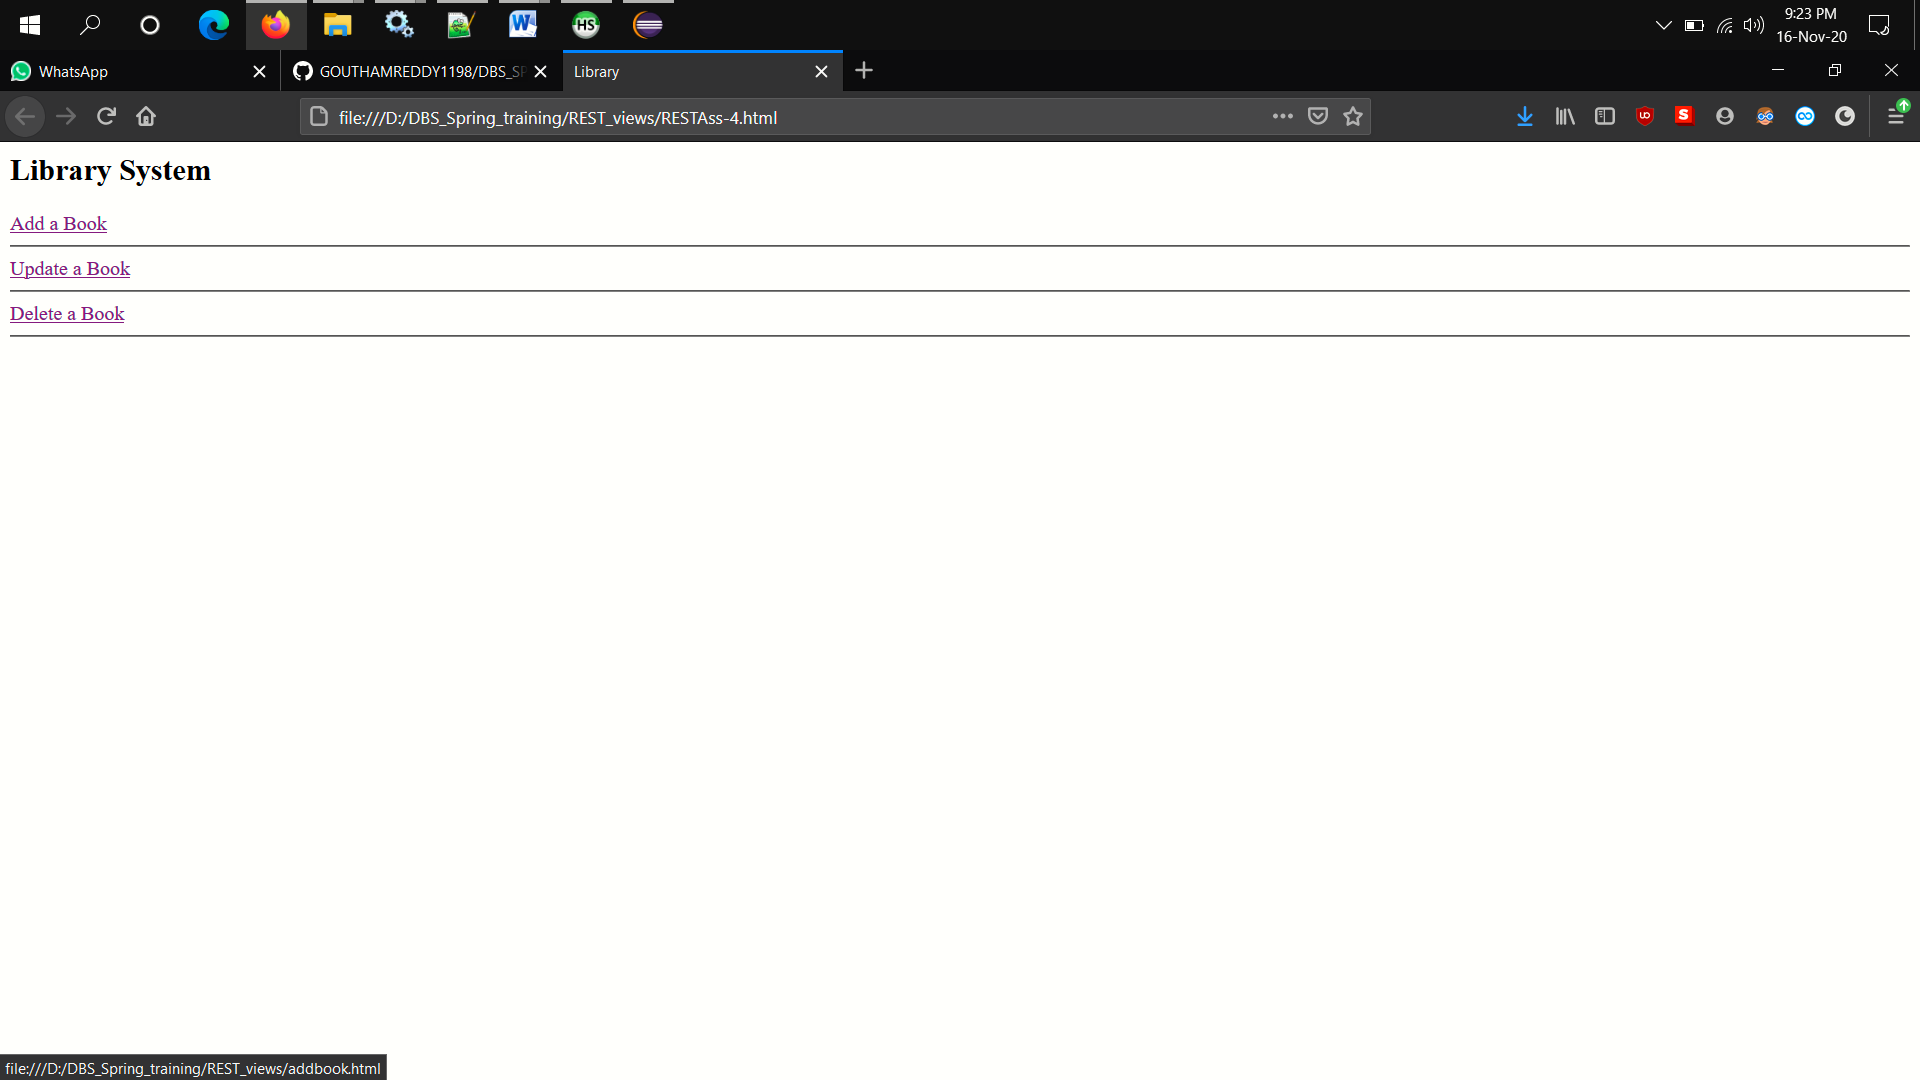 9:23 PM
16-Nov-20
WhatsApp
GOUTHAMREDDY1198/DBS_SP
Library
file:///D:/DBS_Spring_training/REST_views/RESTAss-4.html
Library System
Add a Book
Update a Book
Delete a Book
file:///D:/DBS_Spring_training/REST_views/addbook.html